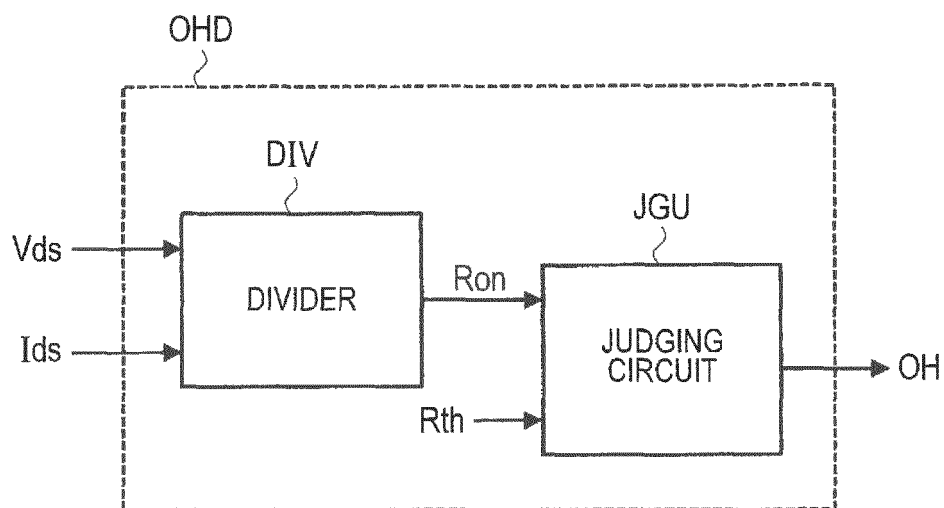 OHD
DIV
JGU
Vds
Ron
DIVIDER
Ids
JUDGING
CIRCUIT
OH
Rth